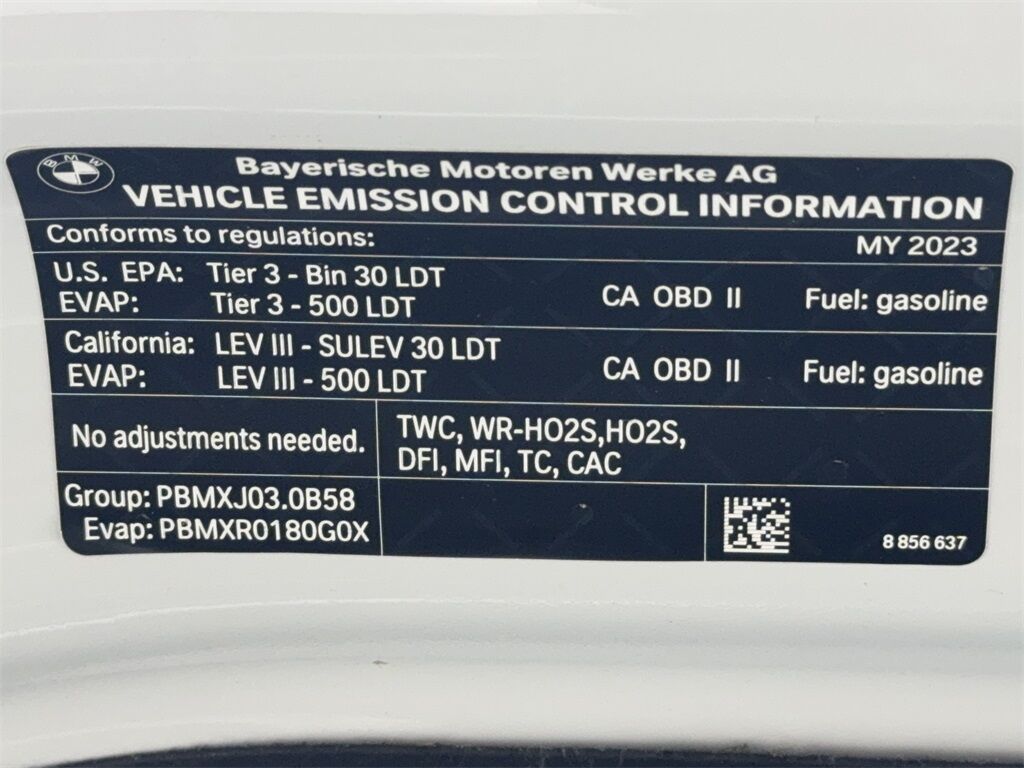 BMW
Bayerische Motoren Werke AG
VEHICLE EMISSION CONTROL INFORMATION
Conforms to regulations: MY 2023
U.S. EPA: Tier 3 - Bin 30 LDT
EVAP: Tier 3 - 500 LDT CA OBD II Fuel: gasoline
California: LEV III - SULEV 30 LDT
EVAP: LEV III - 500 LDT CA OBD II Fuel: gasoline
No adjustments needed.
TWC, WR-HO2S,HO2S,
DFI, MFI, TC, CAC
Group: PBMXJ03.0B58
Evap: PBMXR0180G0X
8 856 637